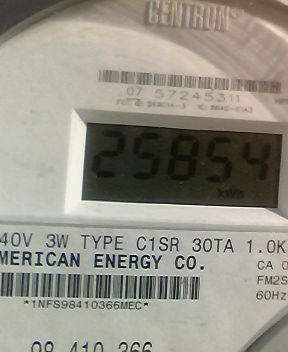 CENTRON®
.07 57245311
25854
kWh
40V 3W TYPE C1SR 30TA 1.0K
MERICAN ENERGY CO.
CA 0
FM2S
60Hz
*1NFS98410366MEC*
98 410 366